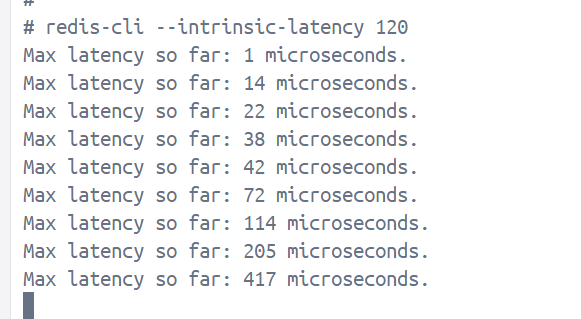 #
# redis-cli --intrinsic-latency 120
Max latency so far: 1 microseconds.
Max latency so far: 14 microseconds.
Max latency so far: 22 microseconds.
Max latency so far: 38 microseconds.
Max latency so far: 42 microseconds.
Max latency so far: 72 microseconds.
Max latency so far: 114 microseconds.
Max latency so far: 205 microseconds.
Max latency so far: 417 microseconds.